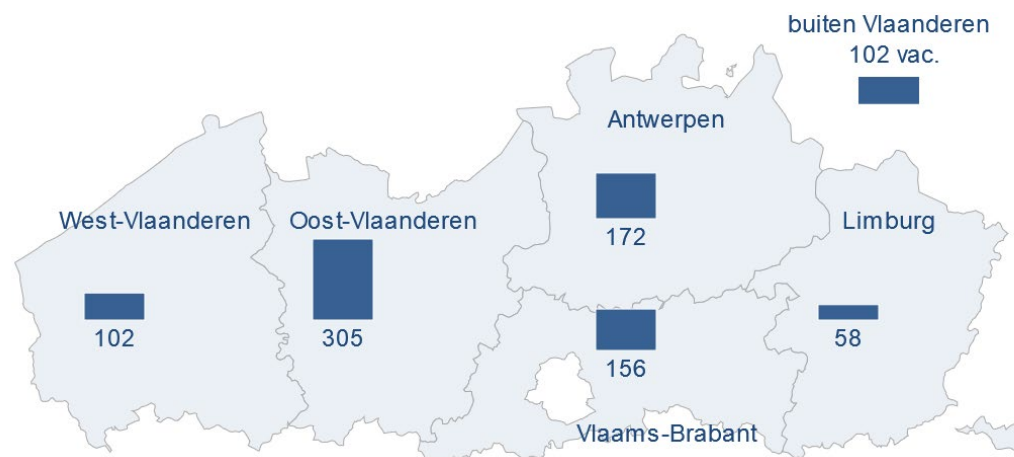 buiten Vlaanderen
102 vac.
Antwerpen
172
West-Vlaanderen
102
Oost-Vlaanderen
305
Limburg
58
156
Vlaams-Brabant